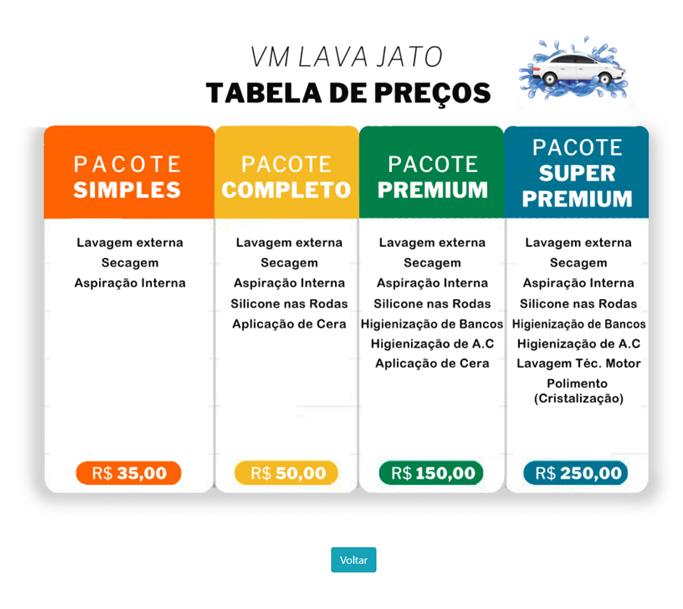 VM LAVA JATO
TABELA DE PREÇOS
PACOTE
SIMPLES
Lavagem externa
Secagem
Aspiração Interna
R$ 35,00
PACOTE
COMPLETO
Lavagem externa
Secagem
Aspiração Interna
Silicone nas Rodas
Aplicação de Cera
R$ 50,00
PACOTE
PREMIUM
Lavagem externa
Secagem
Aspiração Interna
Silicone nas Rodas
Higienização de Bancos
Higienização de A.C
Aplicação de Cera
R$ 150,00
PACOTE
SUPER
PREMIUM
Lavagem externa
Secagem
Aspiração Interna
Silicone nas Rodas
Higienização de Bancos
Higienização de A.C
Lavagem Téc. Motor
Polimento
(Cristalização)
R$ 250,00
Voltar